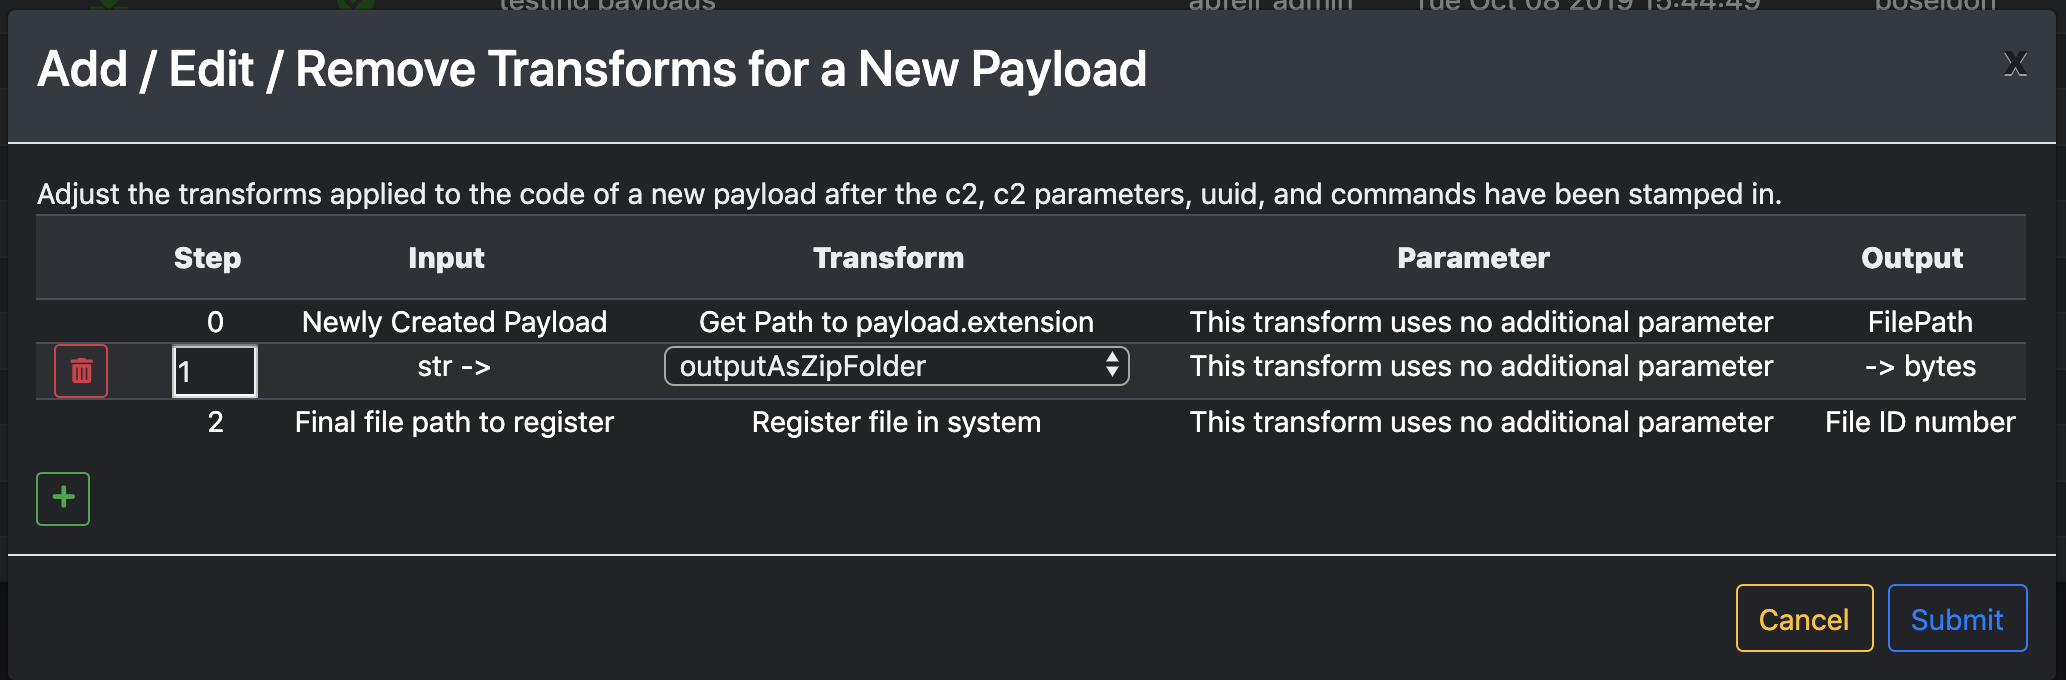 testing payloads apfell_admin Tue Oct 08 2019 15:44:49 poseidon
Add / Edit / Remove Transforms for a New Payload X
Adjust the transforms applied to the code of a new payload after the c2, c2 parameters, uuid, and commands have been stamped in.
Step Input Transform Parameter Output
0 Newly Created Payload Get Path to payload.extension This transform uses no additional parameter FilePath
1 str -> outputAsZipFolder This transform uses no additional parameter -> bytes
2 Final file path to register Register file in system This transform uses no additional parameter File ID number
+
Cancel Submit